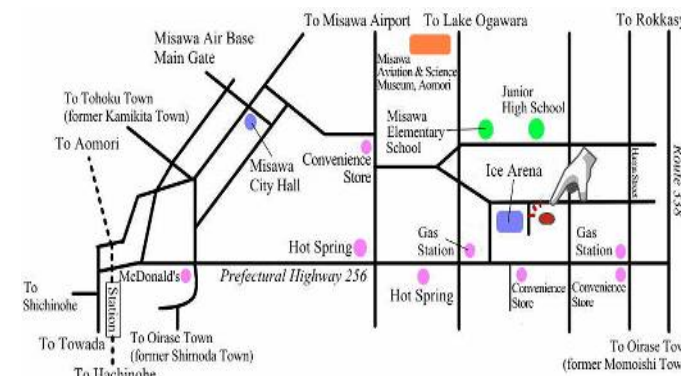 To Misawa Airport
To Lake Ogawara
To Rokkasy
Misawa Air Base
Main Gate
Misawa
Aviation & Science
Museum, Aomori
To Tohoku Town
(former Kamikita Town)
Junior
High School
Misawa
Elementary
School
To Aomori
Misawa
City Hall
Convenience
Store
Ice Arena
Route 338
Hot Spring
Gas
Station
Gas
Station
McDonald's
Prefectural Highway 256
To
Shichinohe
Station
Hot Spring
Convenience
Store
Convenience
Store
To Towada
To Oirase Town
(former Shimoda Town)
To Oirase Tow
(former Momoishi Tow
To Hachinohe